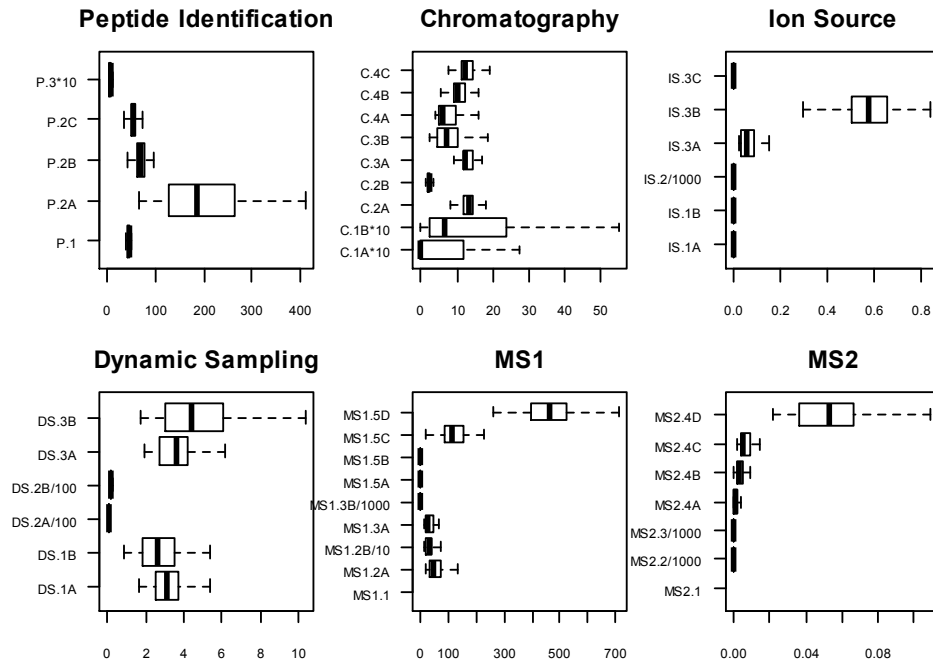 Peptide Identification
P.3*10
P.2C
P.2B
P.2A
P.1
0 100 200 300 400
Chromatography
C.4C
C.4B
C.4A
C.3B
C.3A
C.2B
C.2A
C.1B*10
C.1A*10
0 10 20 30 40 50
Ion Source
IS.3C
IS.3B
IS.3A
IS.2/1000
IS.1B
IS.1A
0.0 0.2 0.4 0.6 0.8
Dynamic Sampling
DS.3B
DS.3A
DS.2B/100
DS.2A/100
DS.1B
DS.1A
2 4 6 8 10
MS1
MS1.5D
MS1.5C
MS1.5B
MS1.5A
MS1.3B/1000
MS1.3A
MS1.2B/10
MS1.2A
MS1.1
0 100 300 500 700
MS2
MS2.4D
MS2.4C
MS2.4B
MS2.4A
MS2.3/1000
MS2.2/1000
MS2.1
0.00 0.04 0.08